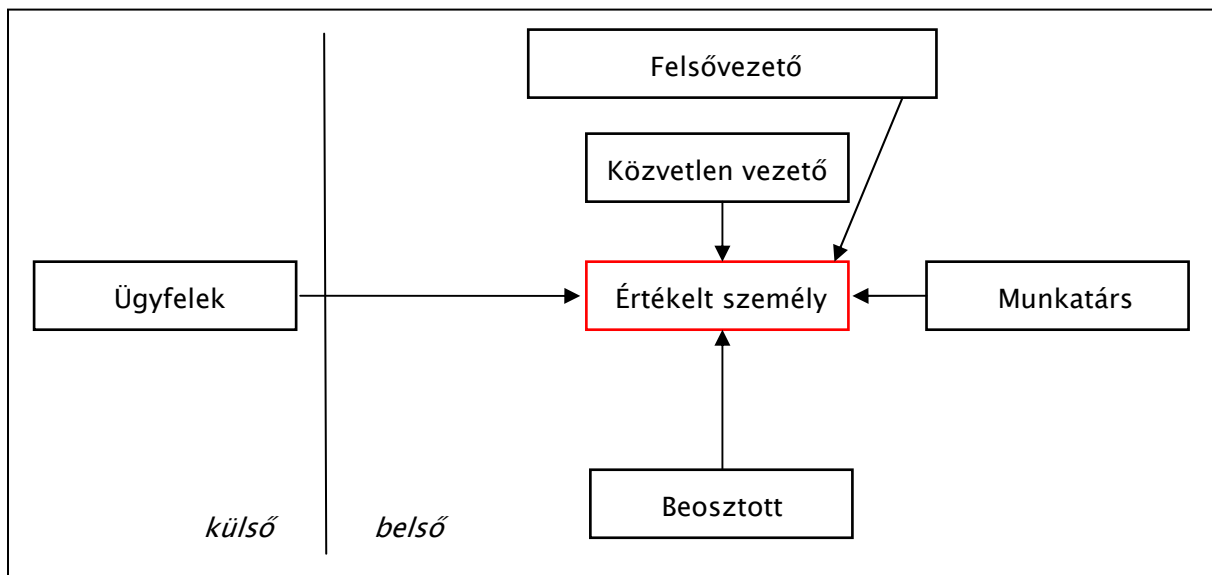 Felsővezető
Közvetlen vezető
Ügyfelek
Értékelt személy
Munkatárs
Beosztott
külső
belső